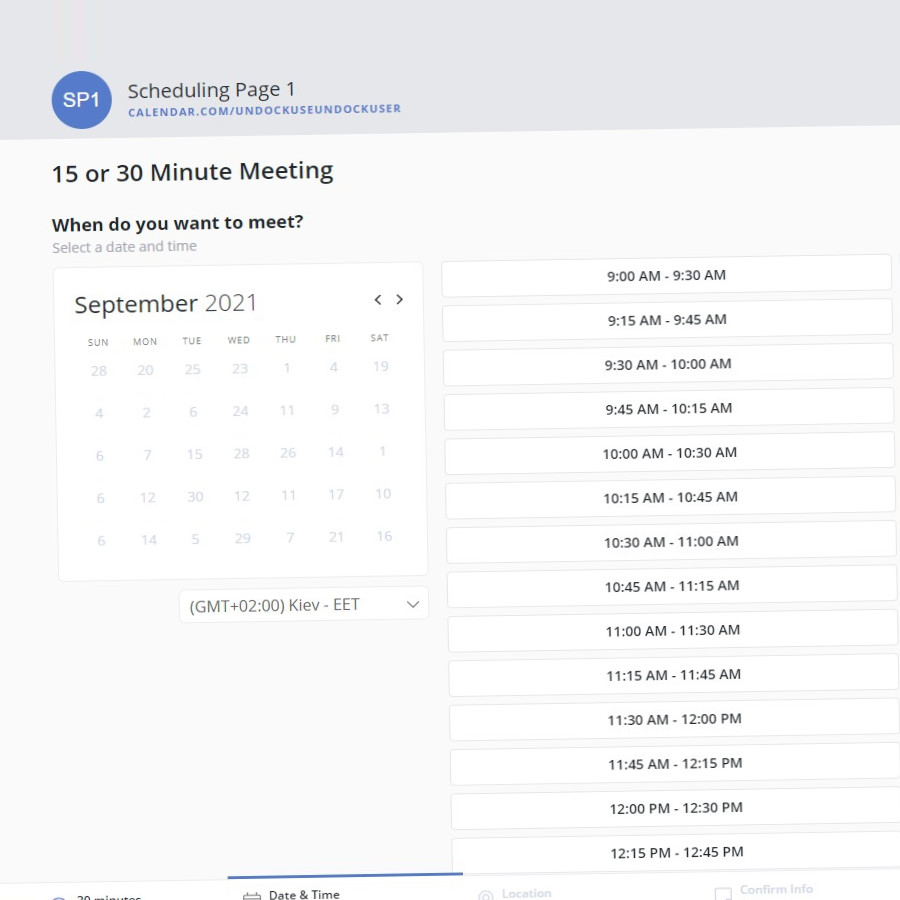 SP1
Scheduling Page 1
CALENDAR.COM/UNDOCKUSEUNDOCKUSER
15 or 30 Minute Meeting
When do you want to meet?
Select a date and time
September 2021
SUN MON TUE WED THU FRI SAT
28 20 25 23 1 4 19
4 2 6 24 11 9 13
6 7 15 28 26 14 1
6 12 30 12 11 17 10
6 14 5 29 7 21 16
(GMT+02:00) Kiev - EET
9:00 AM - 9:30 AM
9:15 AM - 9:45 AM
9:30 AM - 10:00 AM
9:45 AM - 10:15 AM
10:00 AM - 10:30 AM
10:15 AM - 10:45 AM
10:30 AM - 11:00 AM
10:45 AM - 11:15 AM
11:00 AM - 11:30 AM
11:15 AM - 11:45 AM
11:30 AM - 12:00 PM
11:45 AM - 12:15 PM
12:00 PM - 12:30 PM
12:15 PM - 12:45 PM
minutes
Date & Time
Location
Confirm Info